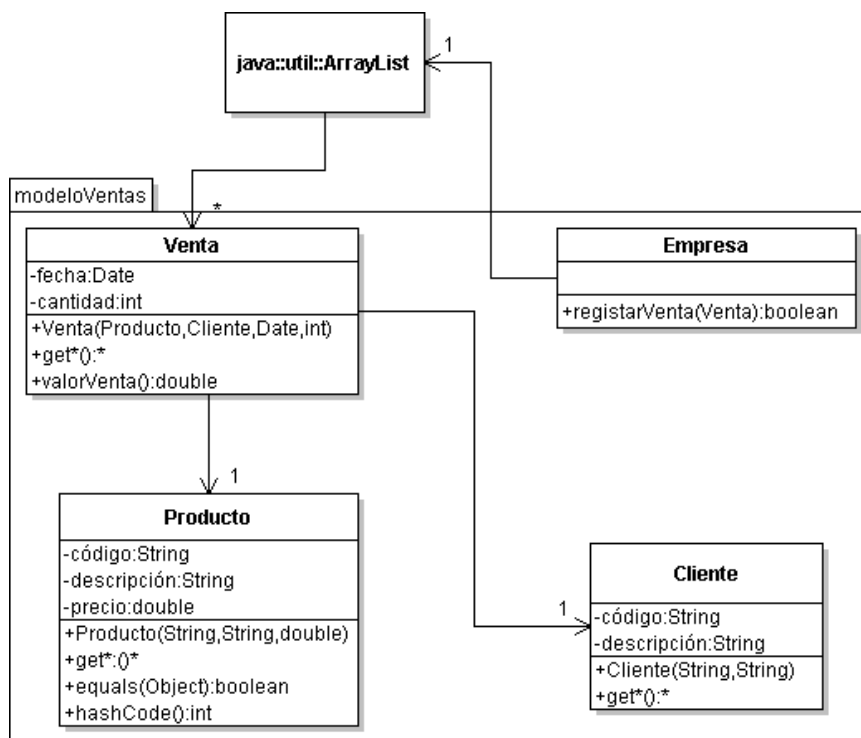 1
java::util::ArrayList
modeloVentas
*
Venta
-fecha:Date
-cantidad:int
+Venta(Producto,Cliente,Date,int)
+get*():*
+valorVenta():double
Empresa
+registarVenta(Venta):boolean
1
Producto
-código:String
-descripción:String
-precio:double
+Producto(String,String,double)
+get*:()*
+equals(Object):boolean
+hashCode():int
1
Cliente
-código:String
-descripción:String
+Cliente(String,String)
+get*():*